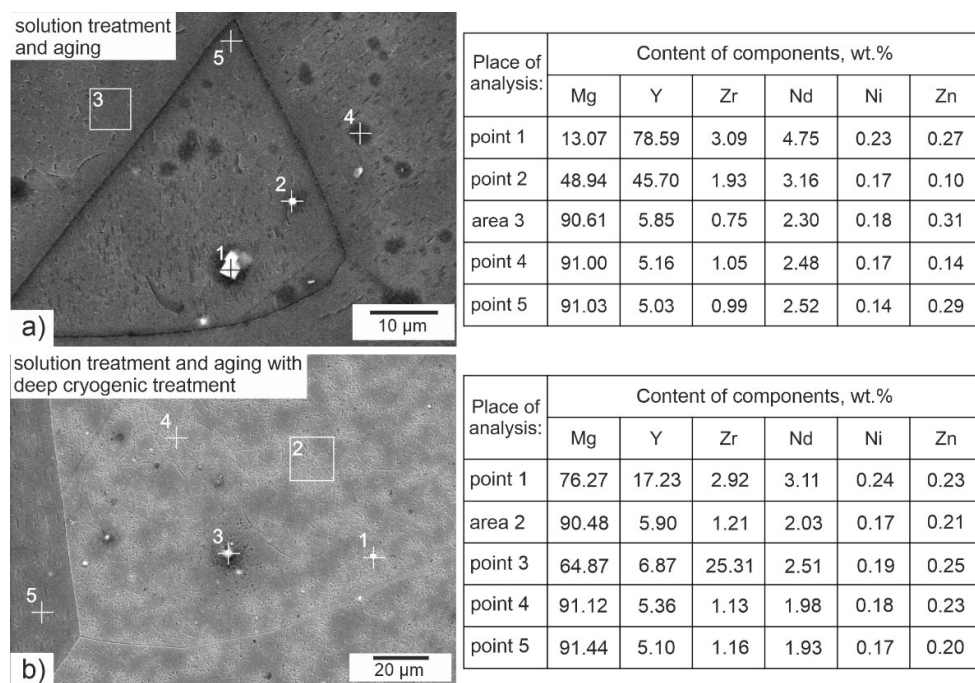 solution treatment
and aging
5
3
4
2
1
10 µm
a)
Place of
analysis:
Content of components, wt.%
Mg Y Zr Nd Ni Zn
point 1 13.07 78.59 3.09 4.75 0.23 0.27
point 2 48.94 45.70 1.93 3.16 0.17 0.10
area 3 90.61 5.85 0.75 2.30 0.18 0.31
point 4 91.00 5.16 1.05 2.48 0.17 0.14
point 5 91.03 5.03 0.99 2.52 0.14 0.29
solution treatment and aging with
deep cryogenic treatment
4
2
3
1
5
20 µm
b)
Place of
analysis:
Content of components, wt.%
Mg Y Zr Nd Ni Zn
point 1 76.27 17.23 2.92 3.11 0.24 0.23
area 2 90.48 5.90 1.21 2.03 0.17 0.21
point 3 64.87 6.87 25.31 2.51 0.19 0.25
point 4 91.12 5.36 1.13 1.98 0.18 0.23
point 5 91.44 5.10 1.16 1.93 0.17 0.20